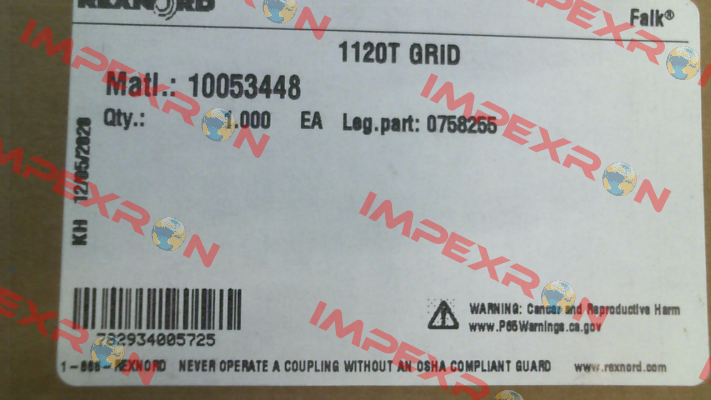 REXNORD
Falk®
1120T GRID
Matl.: 10053448
Qty.: 1.000 EA Leg.part: 0758255
KH 12/05/2020
782934005725
WARNING: Cancer and Reproductive Harm
www.P65Warnings.ca.gov
1-866-REXNORD NEVER OPERATE A COUPLING WITHOUT AN OSHA COMPLIANT GUARD www.rexnord.com
IMPEXRON
IMPEXRON
IMPEXRON
IMPEXRON
IMPEXRON
IMPEXRON